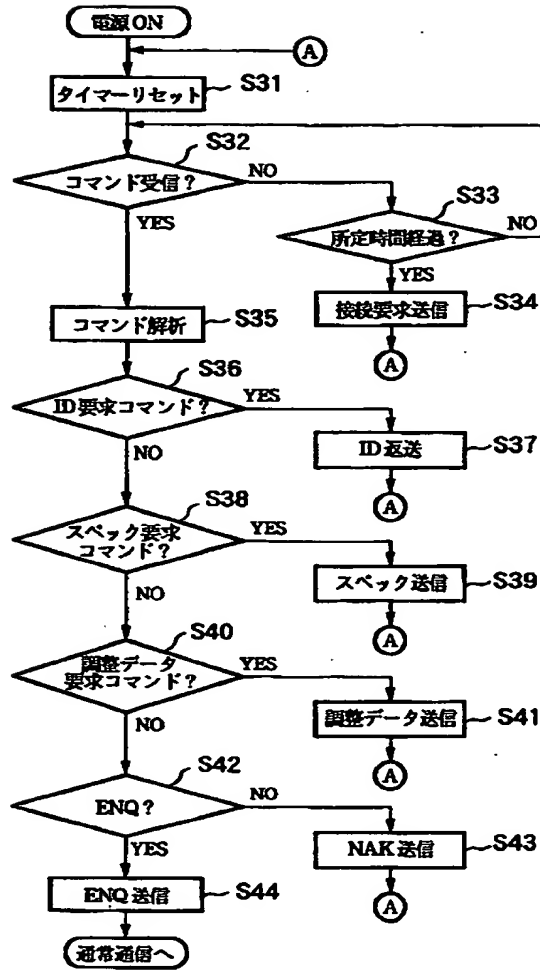 電源ON
A
S31
タイマーリセット
S32
コマンド受信？
NO
YES
S33
所定時間経過？
NO
YES
接続要求送信
S34
A
コマンド解析
S35
S36
ID要求コマンド？
YES
NO
ID返送
S37
A
S38
スペック要求
コマンド？
YES
NO
スペック送信
S39
A
S40
調整データ
要求コマンド？
YES
NO
調整データ送信
S41
A
S42
ENQ？
NO
YES
NAK送信
S43
A
ENQ送信
S44
通常通信へ